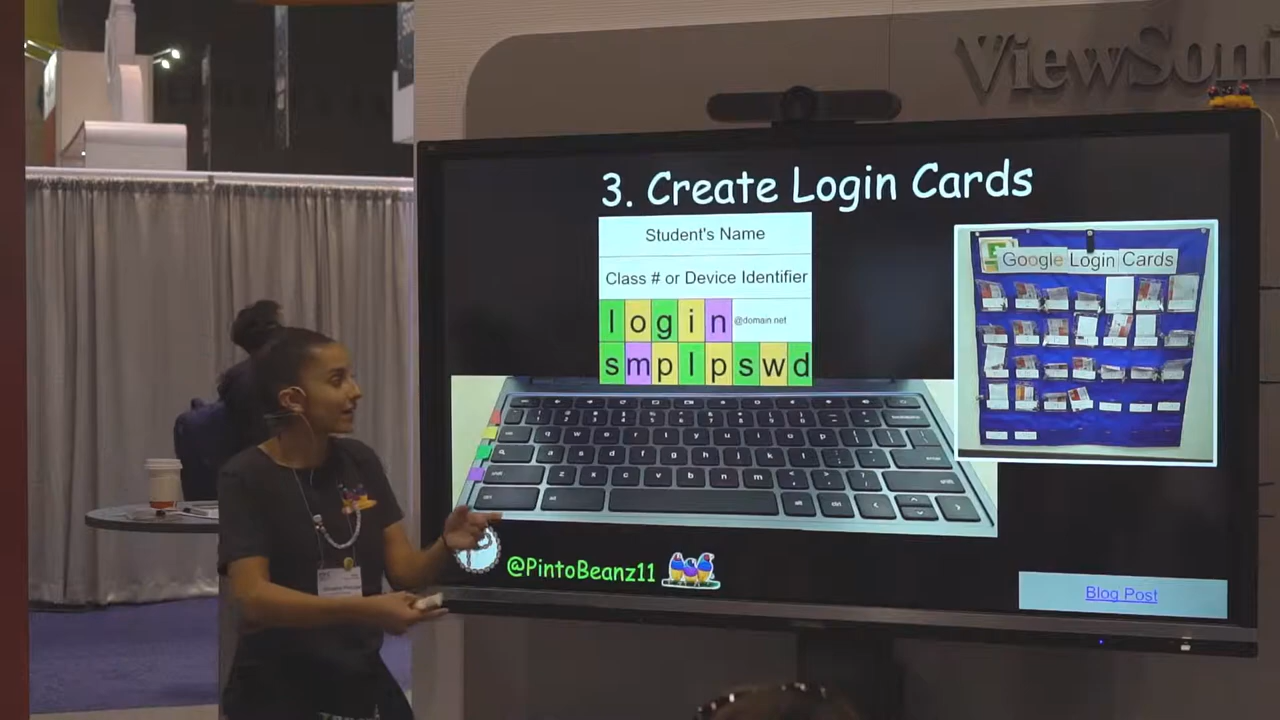 ViewSoni
3. Create Login Cards
Student's Name
Class # or Device Identifier
login @domain.net
smplpswd
Google Login Cards
q w e r t y u i o p
a s d f g h j k l
z x c v b n m
@PintoBeanz11
Blog Post